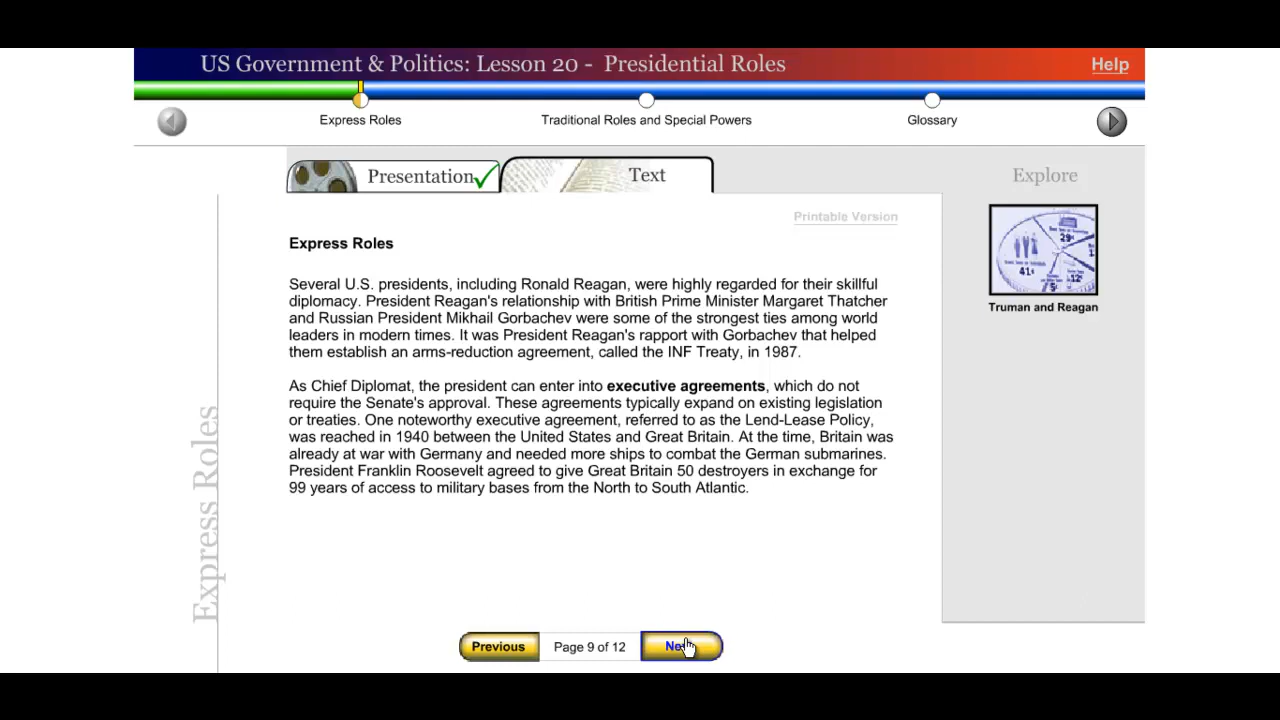 US Government & Politics: Lesson 20 - Presidential Roles
Help
Express Roles
Traditional Roles and Special Powers
Glossary
Presentation
Text
Explore
Printable Version
Express Roles
Several U.S. presidents, including Ronald Reagan, were highly regarded for their skillful
diplomacy. President Reagan's relationship with British Prime Minister Margaret Thatcher
and Russian President Mikhail Gorbachev were some of the strongest ties among world
leaders in modern times. It was President Reagan's rapport with Gorbachev that helped
them establish an arms-reduction agreement, called the INF Treaty, in 1987.
As Chief Diplomat, the president can enter into executive agreements, which do not
require the Senate's approval. These agreements typically expand on existing legislation
or treaties. One noteworthy executive agreement, referred to as the Lend-Lease Policy,
was reached in 1940 between the United States and Great Britain. At the time, Britain was
already at war with Germany and needed more ships to combat the German submarines.
President Franklin Roosevelt agreed to give Great Britain 50 destroyers in exchange for
99 years of access to military bases from the North to South Atlantic.
Express Roles
29¢
41¢
12¢
5¢
Truman and Reagan
Previous
Page 9 of 12